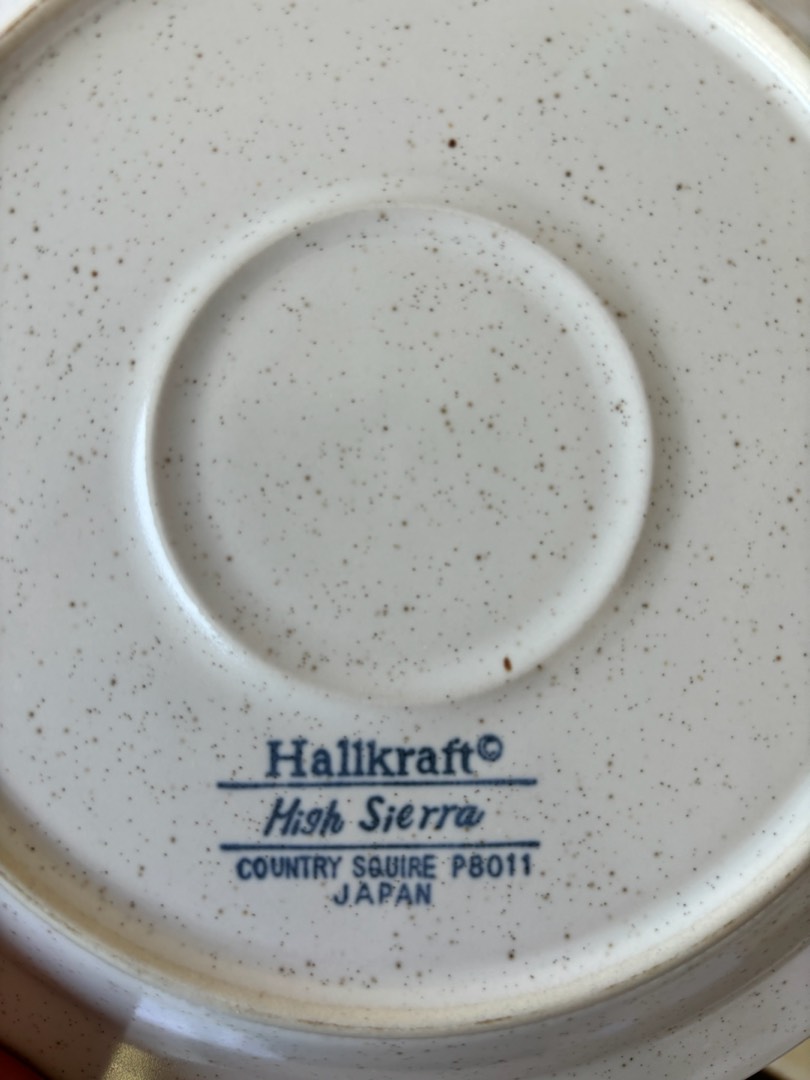 Hallkraft©
High Sierra
COUNTRY SQUIRE P8011
JAPAN